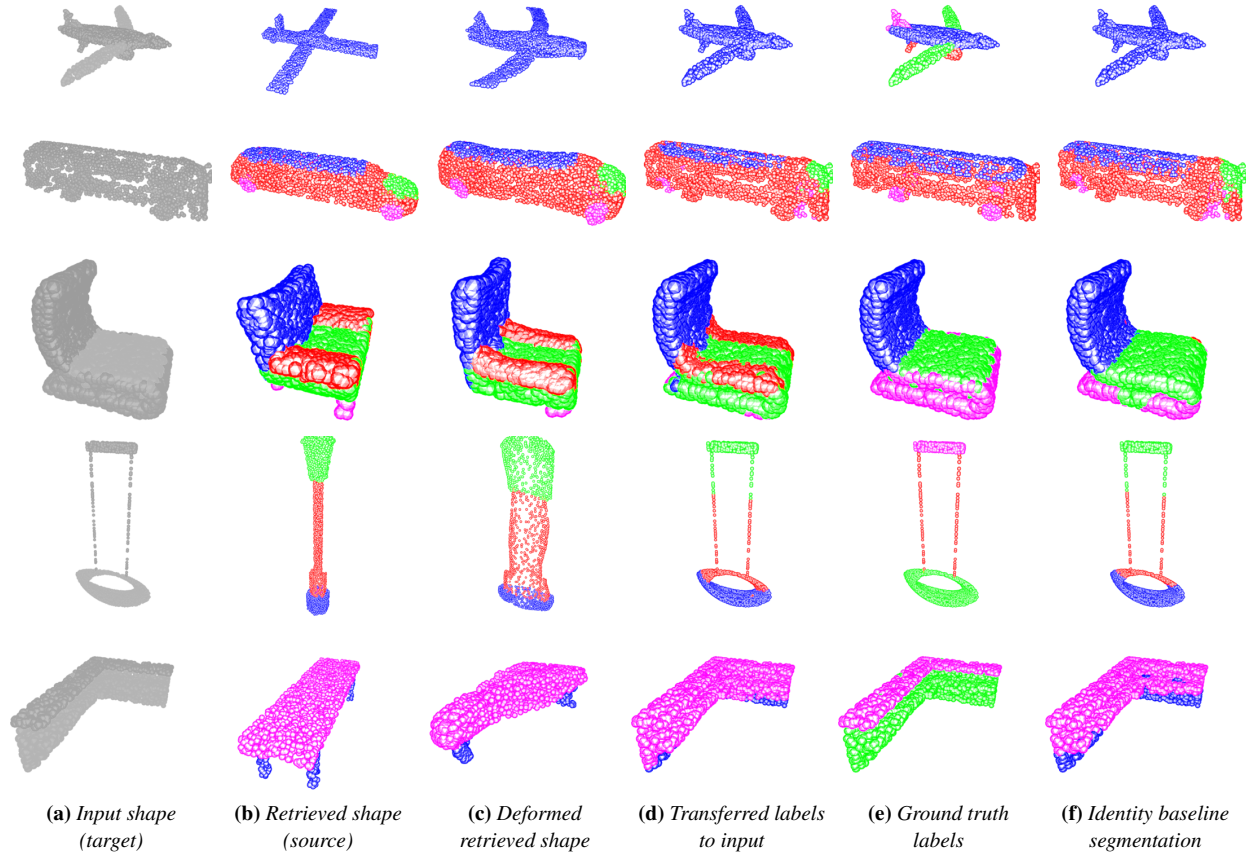 (a) Input shape
(target)
(b) Retrieved shape
(source)
(c) Deformed
retrieved shape
(d) Transferred labels
to input
(e) Ground truth
labels
(f) Identity baseline
segmentation